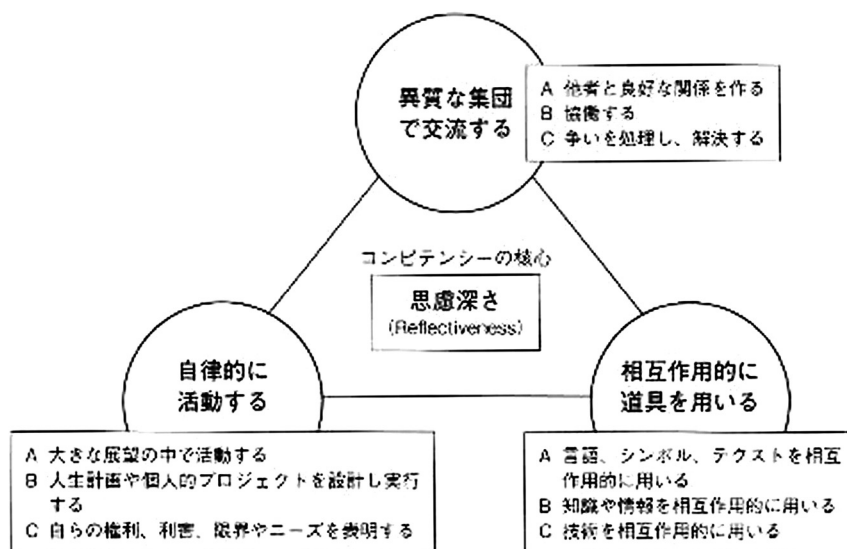 異質な集団
で交流する
A 他者と良好な関係を作る
B 協働する
C 争いを処理し、解決する
コンピテンシーの核心
思慮深さ
(Reflectiveness)
自律的に
活動する
A 大きな展望の中で活動する
B 人生計画や個人的プロジェクトを設計し実行
する
C 自らの権利、利害、限界やニーズを表明する
相互作用的に
道具を用いる
A 言語、シンボル、テクストを相互
作用的に用いる
B 知識や情報を相互作用的に用いる
C 技術を相互作用的に用いる